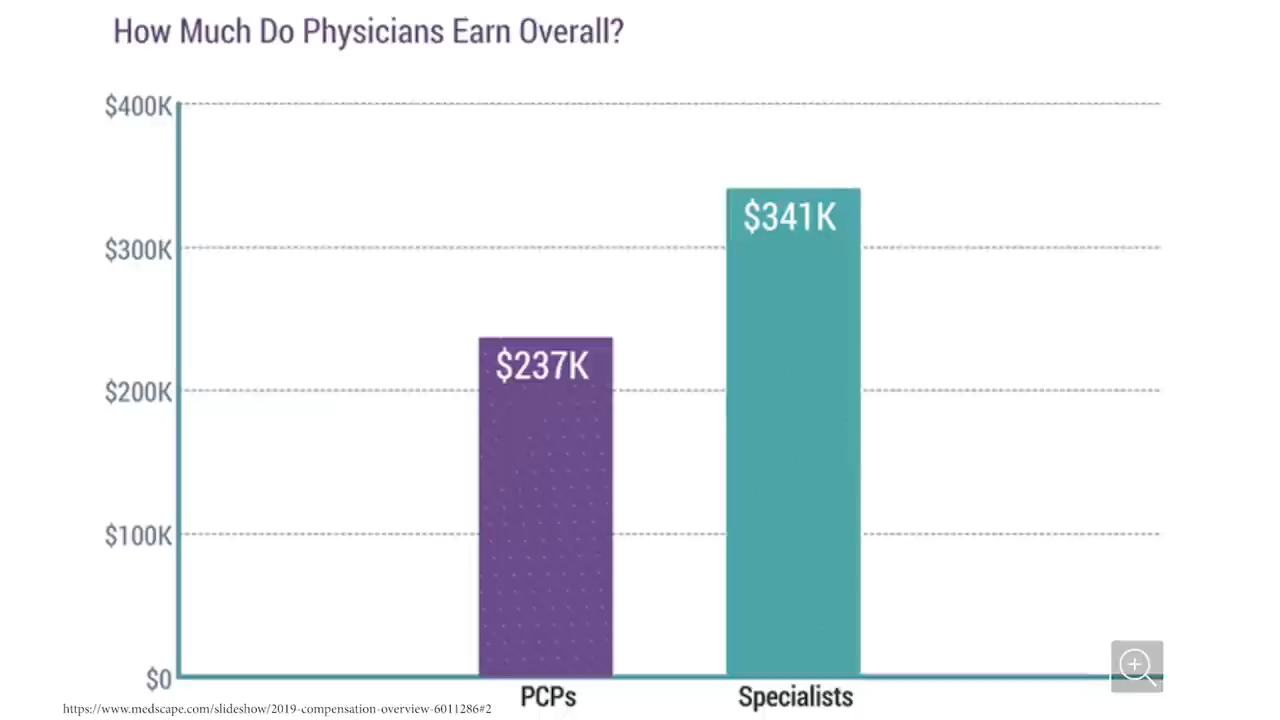 How Much Do Physicians Earn Overall?
$400K
$341K
$300K
$237K
$200K
$100K
$0
PCPs
Specialists
https://www.medscape.com/slideshow/2019-compensation-overview-6011286#2